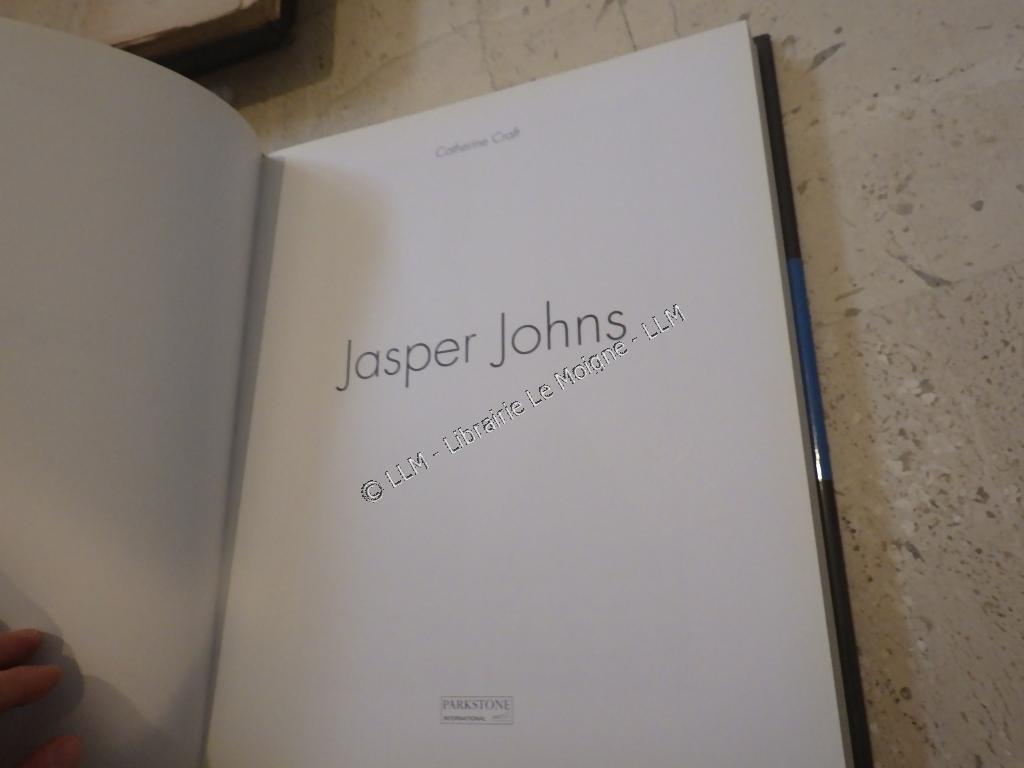 Catherine Craft
Jasper Johns
© LLM - Librairie Le Moigne - LLM
PARKSTONE
INTERNATIONAL